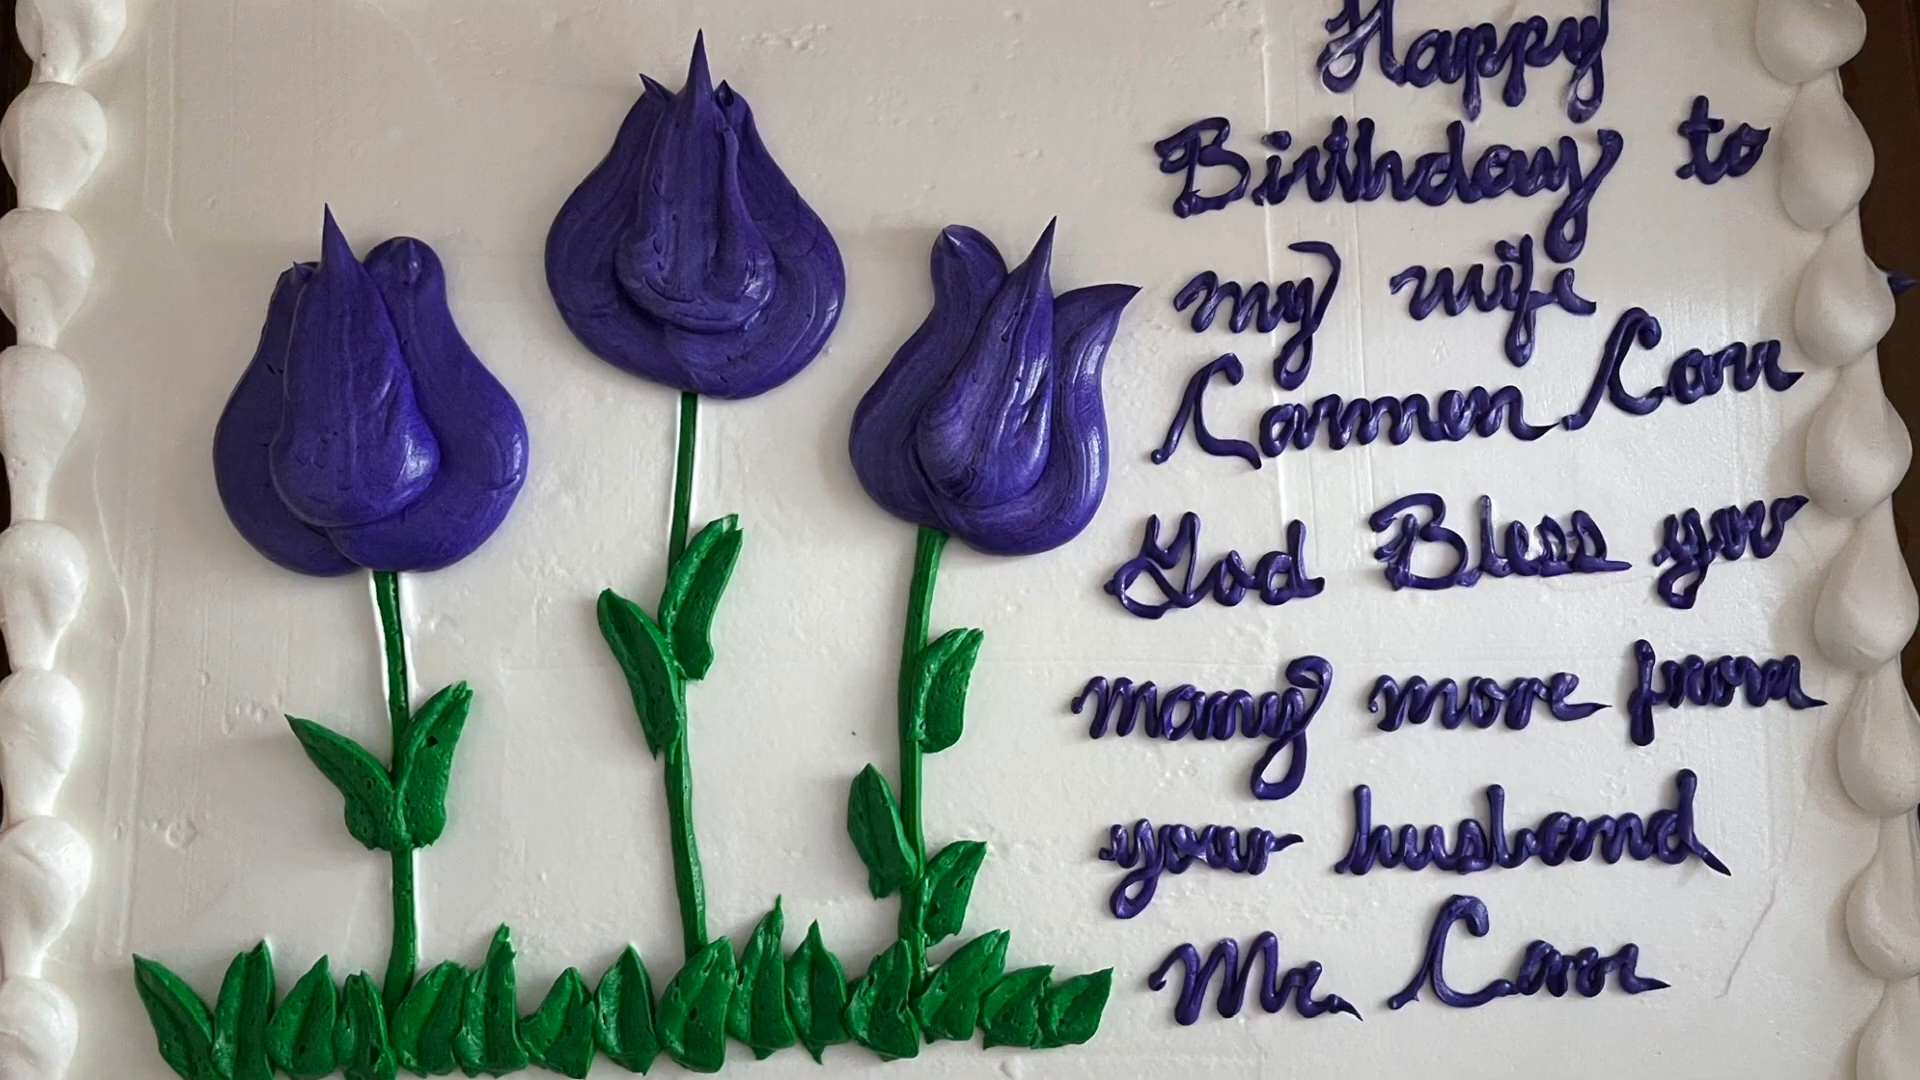 Happy
Birthday to
my wife
Carmen Carr
God Bless you
many more from
your husband
Mr. Carr